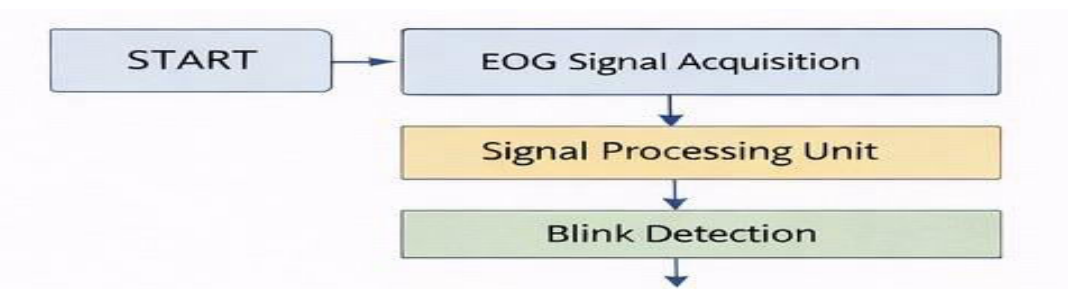 START
EOG Signal Acquisition
Signal Processing Unit
Blink Detection